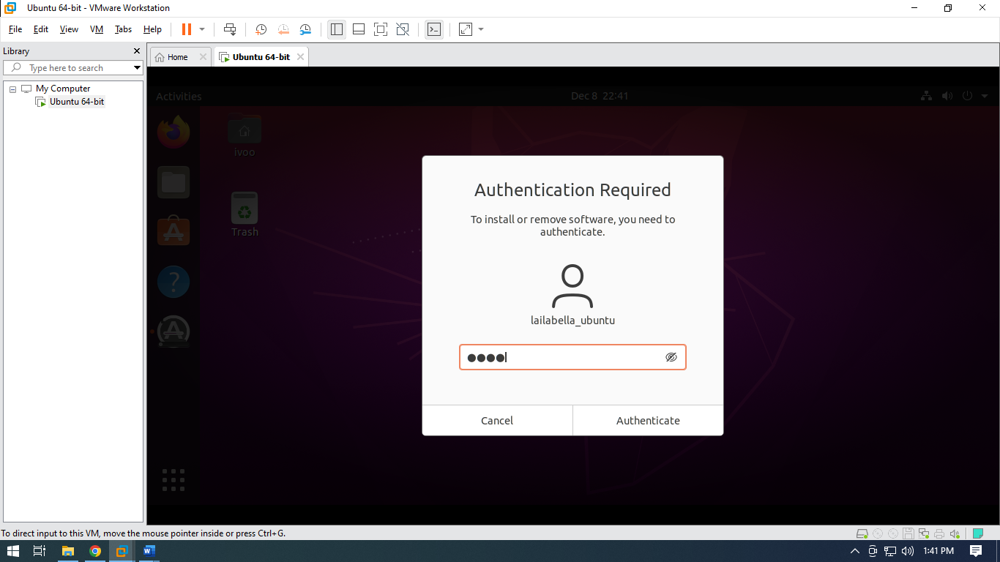 Ubuntu 64-bit - VMware Workstation
File Edit View VM Tabs Help
Library
Type here to search
My Computer
Ubuntu 64-bit
Home
Ubuntu 64-bit
Activities
Dec 8 22:41
ivoo
Trash
Authentication Required
To install or remove software, you need to
authenticate.
lailabella_ubuntu
Cancel
Authenticate
To direct input to this VM, move the mouse pointer inside or press Ctrl+G.
1:41 PM